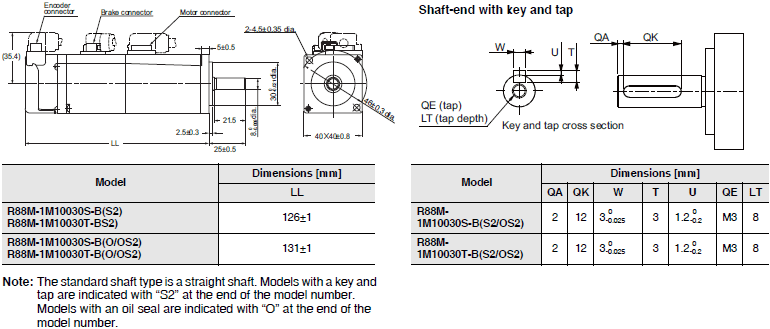 Encoder connector
Brake connector
Motor connector
(35.4)
5±0.5
2-4.5±0.35 dia.
46±0.3 dia.
21.5
2.5±0.3
LL
25±0.5
40 X40±0.8
Shaft-end with key and tap
W
U
T
QA
QK
QE (tap)
LT (tap depth)
Key and tap cross section
Model Dimensions [mm]
LL
R88M-1M10030S-B(S2)
R88M-1M10030T-BS2)
126±1
R88M-1M10030S-B(O/OS2)
R88M-1M10030T-B(O/OS2)
131±1
Model Dimensions [mm]
QA QK W T U QE LT
R88M-
1M10030S-B(S2/OS2)
2 12 3 0 -0.025 3 1.2 0 -0.2 M3 8
R88M-
1M10030T-B(S2/OS2)
2 12 3 0 -0.025 3 1.2 0 -0.2 M3 8
Note: The standard shaft type is a straight shaft. Models with a key and
tap are indicated with “S2” at the end of the model number.
Models with an oil seal are indicated with “O” at the end of the
model number.